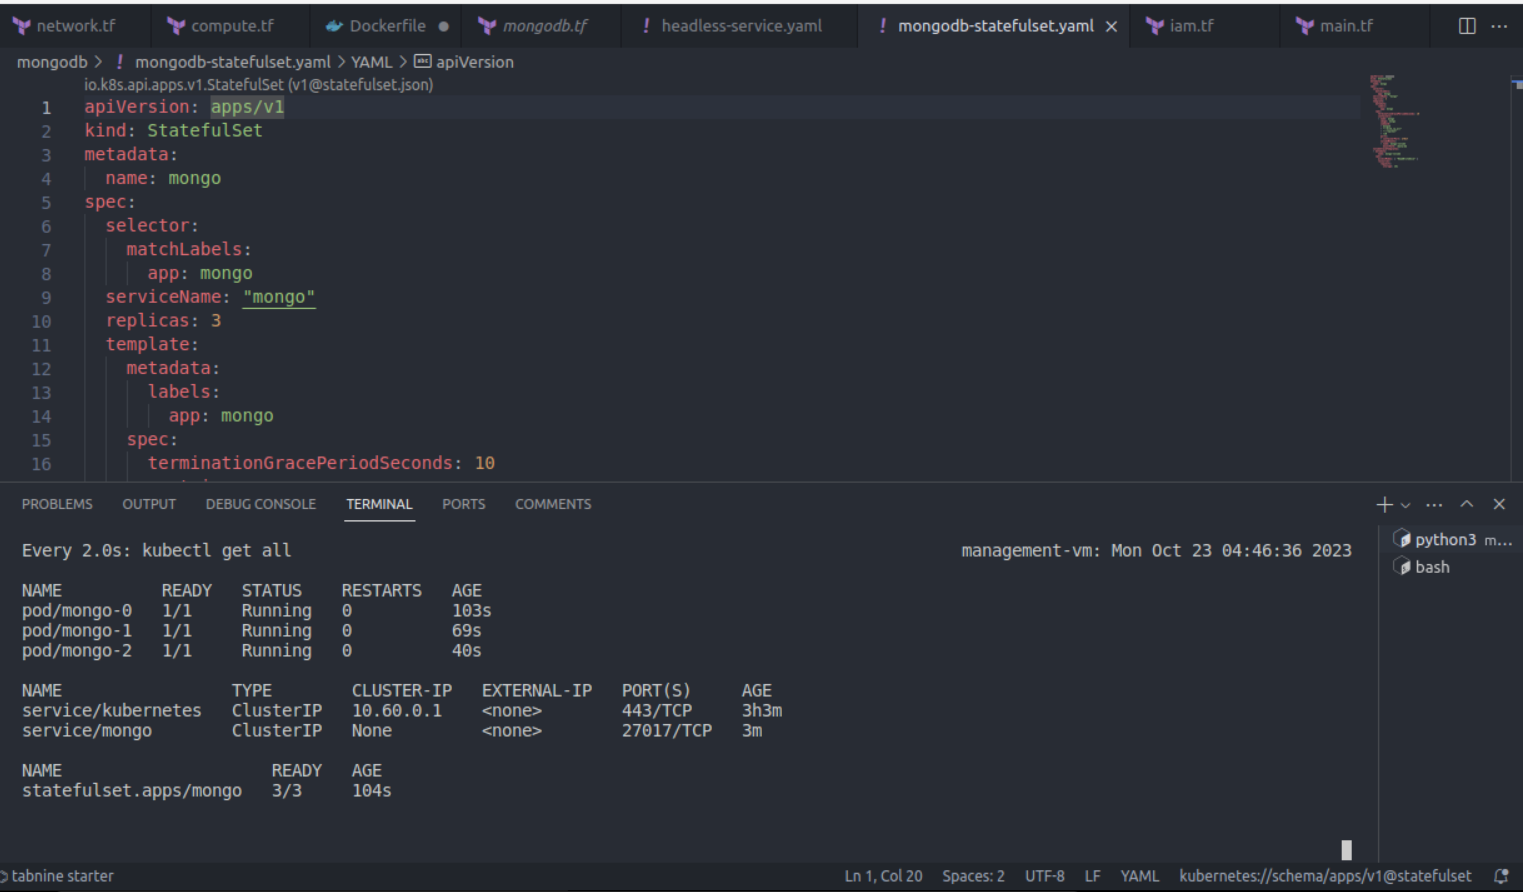 network.tf compute.tf Dockerfile ● mongodb.tf ! headless-service.yaml ! mongodb-statefulset.yaml × iam.tf main.tf ···
mongodb > ! mongodb-statefulset.yaml > YAML > abc apiVersion
io.k8s.api.apps.v1.StatefulSet (v1@statefulset.json)
1 apiVersion: apps/v1
2 kind: StatefulSet
3 metadata:
4 name: mongo
5 spec:
6 selector:
7 matchLabels:
8 app: mongo
9 serviceName: "mongo"
10 replicas: 3
11 template:
12 metadata:
13 labels:
14 app: mongo
15 spec:
16 terminationGracePeriodSeconds: 10
PROBLEMS OUTPUT DEBUG CONSOLE TERMINAL PORTS COMMENTS
Every 2.0s: kubectl get all management-vm: Mon Oct 23 04:46:36 2023
NAME READY STATUS RESTARTS AGE
pod/mongo-0 1/1 Running 0 103s
pod/mongo-1 1/1 Running 0 69s
pod/mongo-2 1/1 Running 0 40s
NAME TYPE CLUSTER-IP EXTERNAL-IP PORT(S) AGE
service/kubernetes ClusterIP 10.60.0.1 <none> 443/TCP 3h3m
service/mongo ClusterIP None <none> 27017/TCP 3m
NAME READY AGE
statefulset.apps/mongo 3/3 104s
python3 m...
bash
tabnine starter Ln 1, Col 20 Spaces: 2 UTF-8 LF YAML kubernetes://schema/apps/v1@statefulset